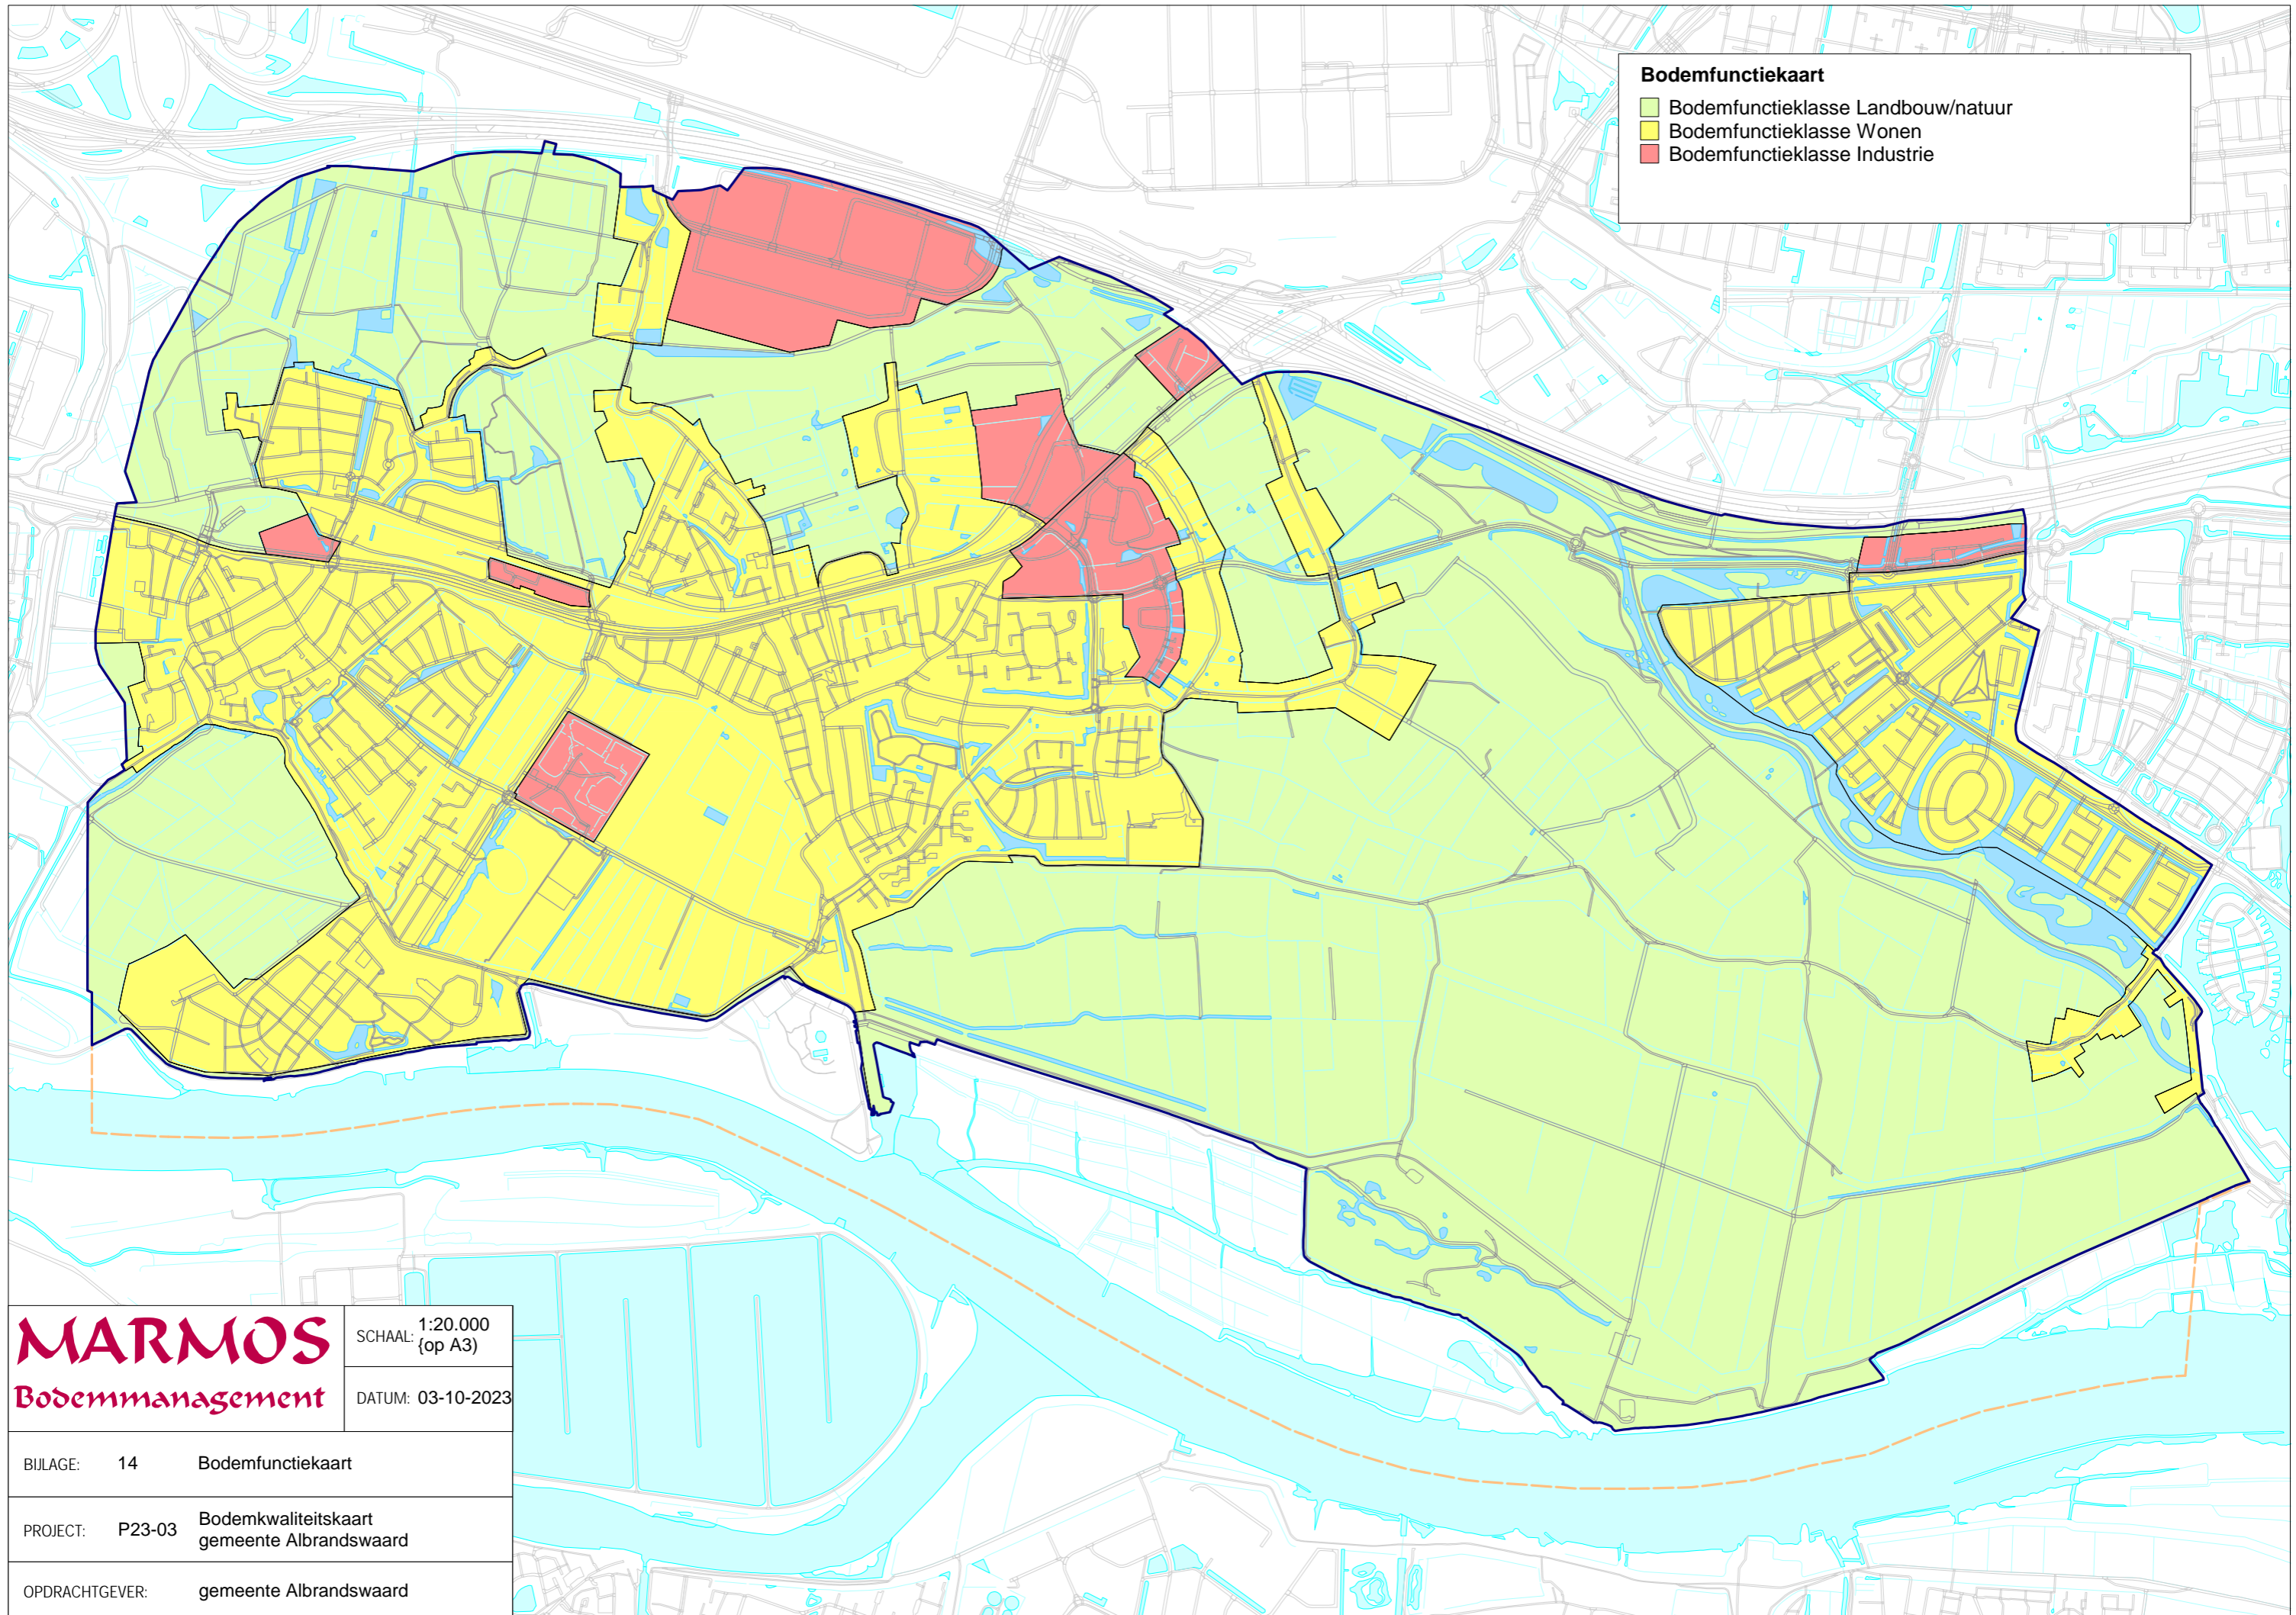 Bodemfunctiekaart
Bodemfunctieklasse Landbouw/natuur
Bodemfunctieklasse Wonen
Bodemfunctieklasse Industrie
MARMOS
Bodemmanagement
SCHAAL: 1:20.000
{op A3)
DATUM: 03-10-2023
BIJLAGE: 14 Bodemfunctiekaart
PROJECT: P23-03 Bodemkwaliteitskaart
gemeente Albrandswaard
OPDRACHTGEVER: gemeente Albrandswaard